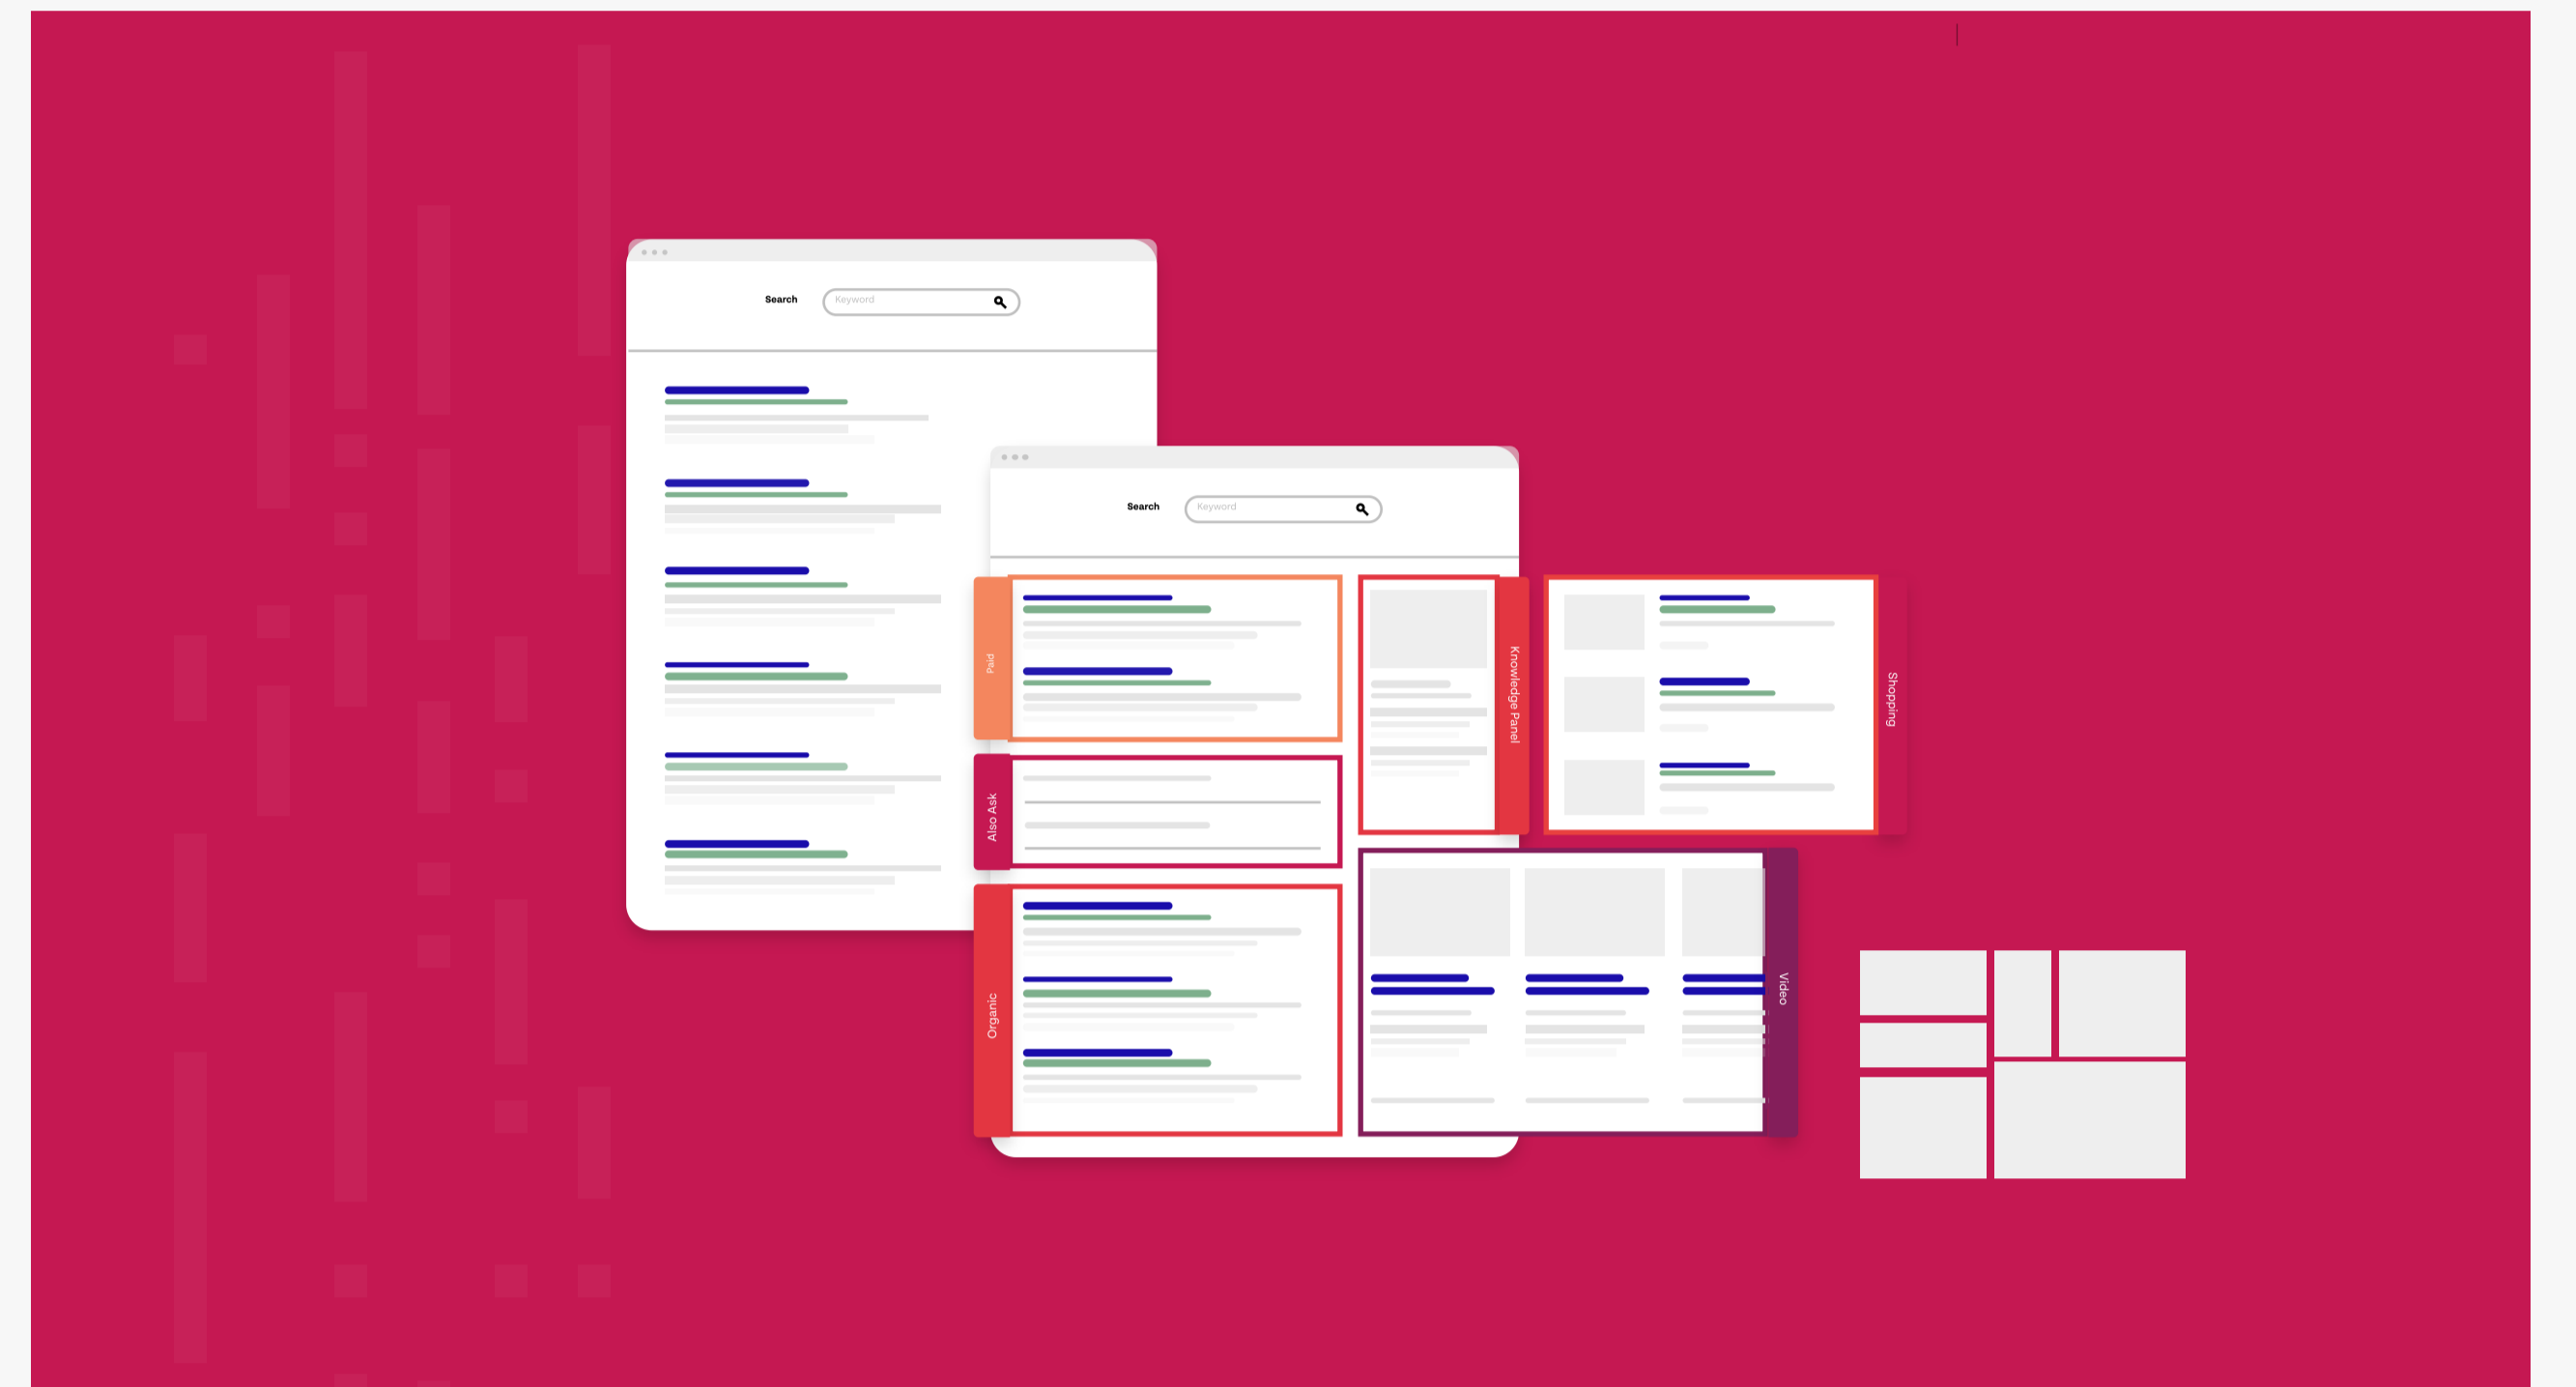 Search
Keyword
Search
Keyword
Paid
Knowledge Panel
Shopping
Also Ask
Organic
Video